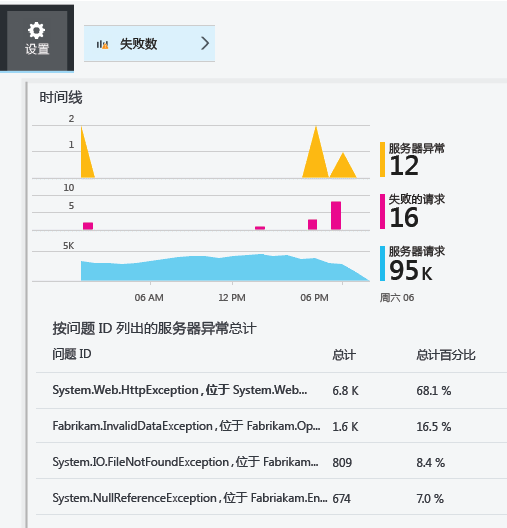 设置
失败数
时间线
2
1
服务器异常
12
10
5
失败的请求
16
5K
服务器请求
95 K
06 AM 12 PM 06 PM 周六 06
按问题 ID 列出的服务器异常总计
问题 ID 总计 总计百分比
System.Web.HttpException , 位于 System.Web... 6.8 K 68.1 %
Fabrikam.InvalidDataException , 位于 Fabrikam.Op... 1.6 K 16.5 %
System.IO.FileNotFoundException , 位于 Fabrikam... 809 8.4 %
System.NullReferenceException , 位于 Fabriakam.En... 674 7.0 %